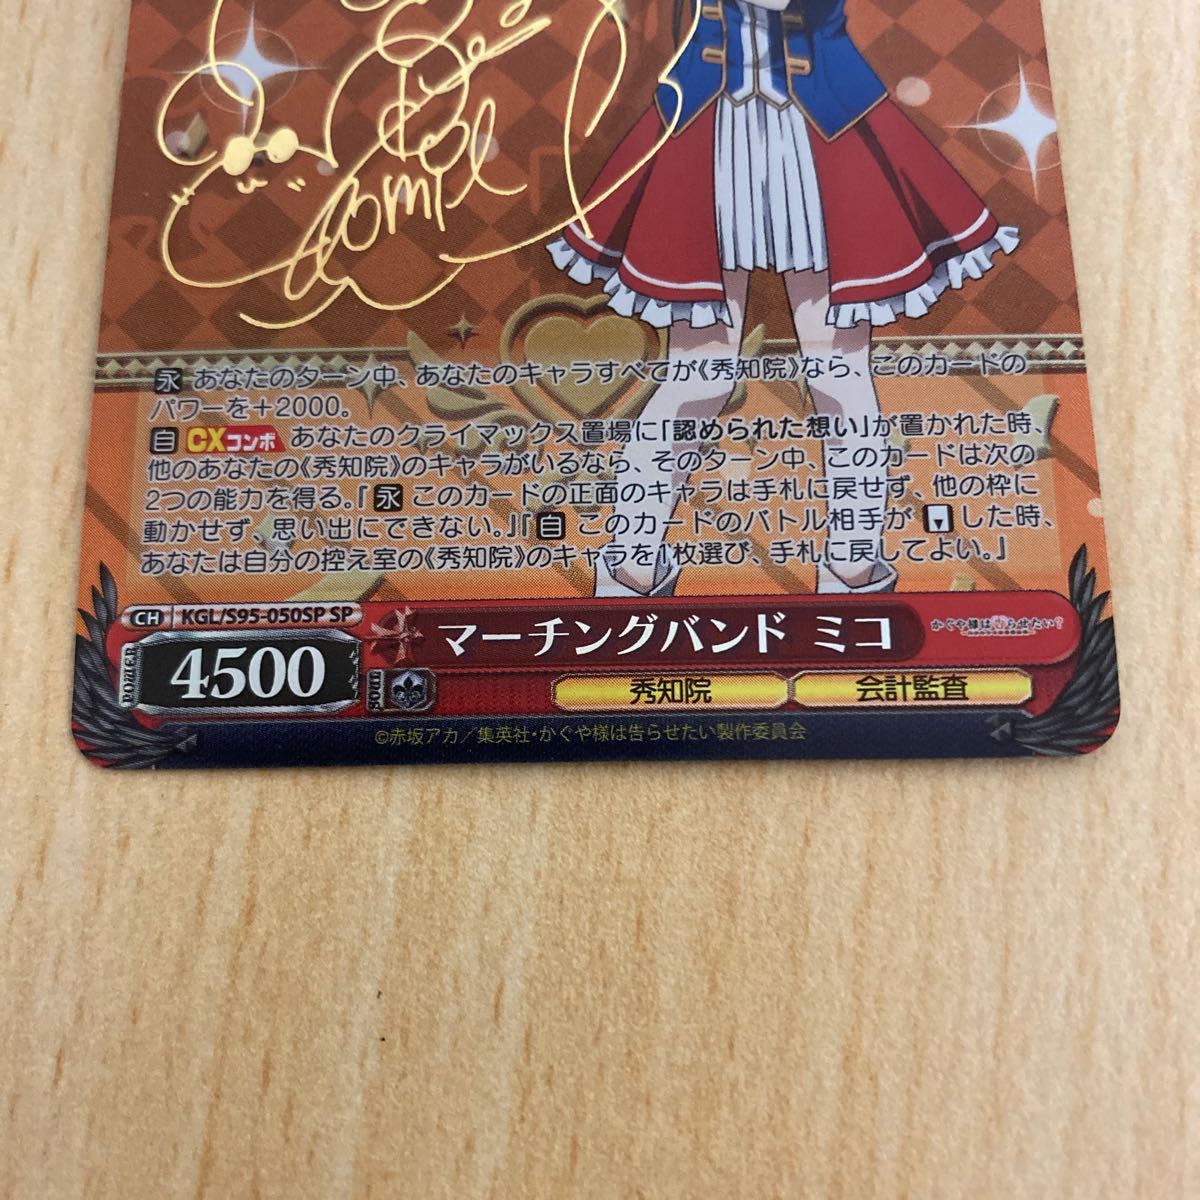 永 あなたのターン中、あなたのキャラすべてが《秀知院》なら、このカードの
パワーを＋2000。
自 CXコンボ あなたのクライマックス置場に「認められた想い」が置かれた時、
他のあなたの《秀知院》のキャラがいるなら、そのターン中、このカードは次の
2つの能力を得る。『永 このカードの正面のキャラは手札に戻せず、他の枠に
動かせず、思い出にできない。』『自 このカードのバトル相手が した時、
あなたは自分の控え室の《秀知院》のキャラを1枚選び、手札に戻してよい。』
CH KGL/S95-050SP SP
マーチングバンド ミコ
かぐや様は告らせたい?
POWER 4500 SOUL
秀知院 会計監査
©赤坂アカ／集英社・かぐや様は告らせたい製作委員会